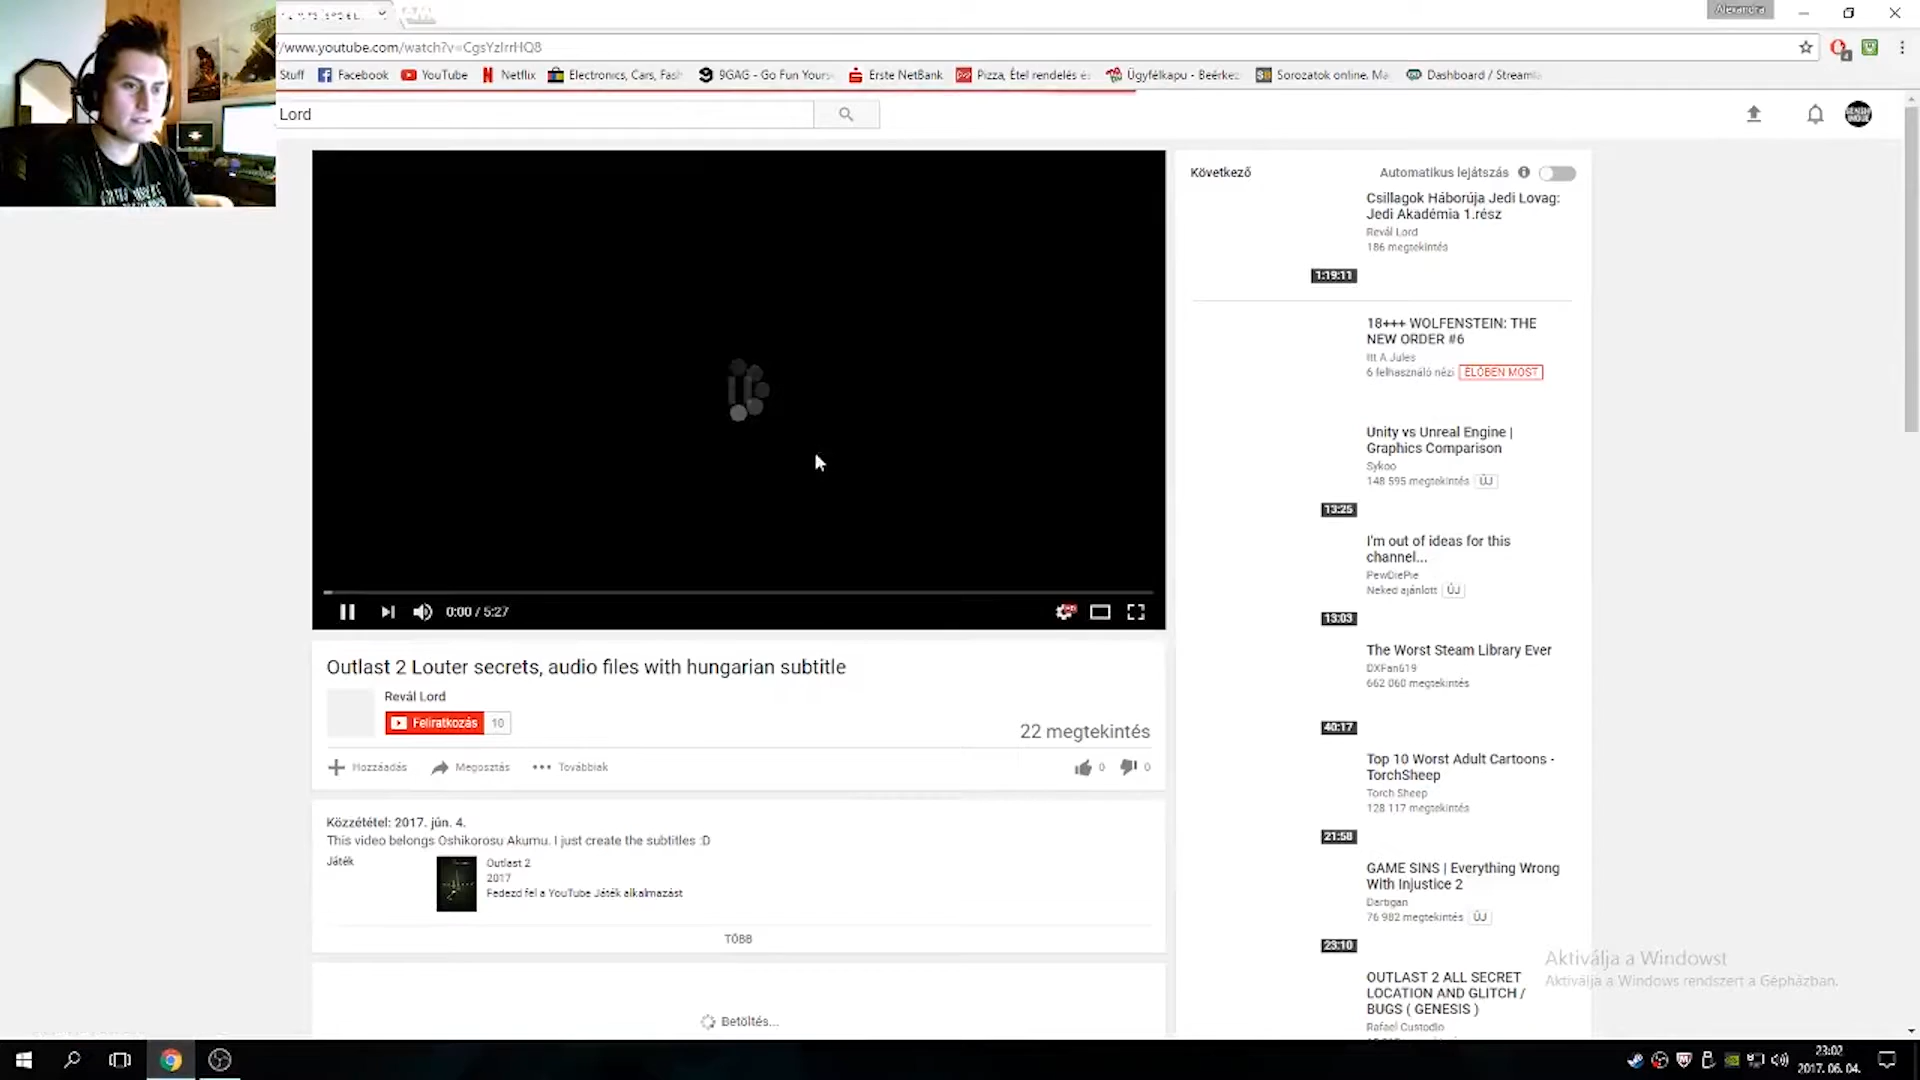 Alexandra
/www.youtube.com/watch?v=CgsYzIrrHQ8
Stuff Facebook YouTube Netflix Electronics, Cars, Fash 9GAG - Go Fun Yours Erste NetBank Pizza, Étel rendelés é Ügyfélkapu - Beérkez Sorozatok online. Ma Dashboard / Streamla
Lord
Következő Automatikus lejátszás
Csillagok Háborúja Jedi Lovag:
Jedi Akadémia 1.rész
Revál Lord
186 megtekintés
1:19:11
18+++ WOLFENSTEIN: THE
NEW ORDER #6
Itt A Jules
6 felhasználó nézi ÉLŐBEN MOST
Unity vs Unreal Engine |
Graphics Comparison
Sykoo
148 595 megtekintés ÚJ
13:25
I'm out of ideas for this
channel...
PewDiePie
Neked ajánlott ÚJ
13:03
The Worst Steam Library Ever
DXFan619
662 060 megtekintés
40:17
Top 10 Worst Adult Cartoons -
TorchSheep
Torch Sheep
128 117 megtekintés
21:58
GAME SINS | Everything Wrong
With Injustice 2
Dartigan
76 982 megtekintés ÚJ
23:10
OUTLAST 2 ALL SECRET
LOCATION AND GLITCH /
BUGS ( GENESIS )
Rafael Custodio
0:00 / 5:27
Outlast 2 Louter secrets, audio files with hungarian subtitle
Revál Lord
Feliratkozás 10
22 megtekintés
Hozzáadás Megosztás Továbbiak 0 0
Közzététel: 2017. jún. 4.
This video belongs Oshikorosu Akumu. I just create the subtitles :D
Játék
Outlast 2
2017
Fedezd fel a YouTube Játék alkalmazást
TÖBB
Betöltés...
Aktiválja a Windowst
Aktiválja a Windows rendszert a Gépházban.
23:02
2017. 06. 04.